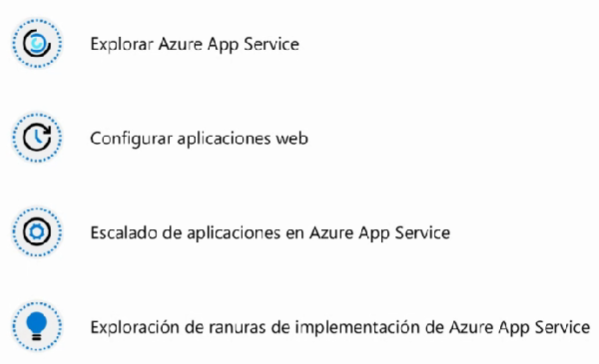 Explorar Azure App Service
Configurar aplicaciones web
Escalado de aplicaciones en Azure App Service
Exploración de ranuras de implementación de Azure App Service